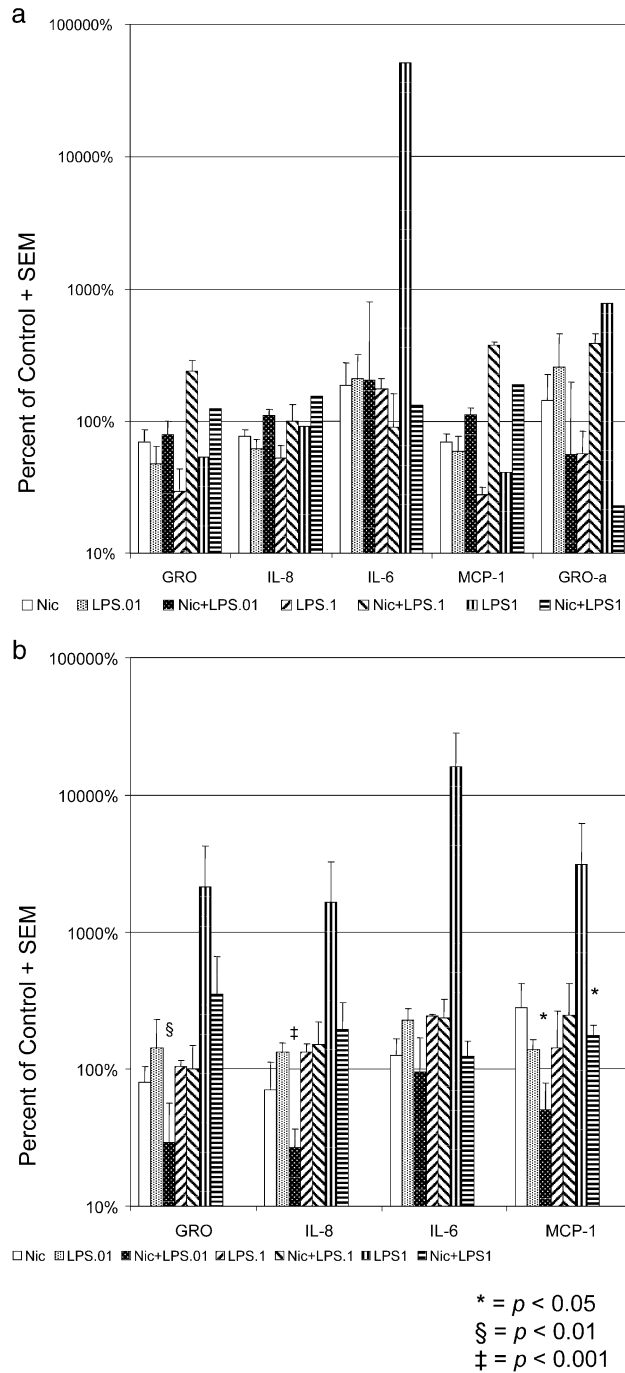 a
100000%
10000%
1000%
100%
10%
Percent of Control + SEM
GRO IL-8 IL-6 MCP-1 GRO-a
Nic LPS.01 Nic+LPS.01 LPS.1 Nic+LPS.1 LPS1 Nic+LPS1
b
100000%
10000%
1000%
100%
10%
Percent of Control + SEM
§ ‡ * *
GRO IL-8 IL-6 MCP-1
Nic LPS.01 Nic+LPS.01 LPS.1 Nic+LPS.1 LPS1 Nic+LPS1
* = p < 0.05
§ = p < 0.01
‡ = p < 0.001